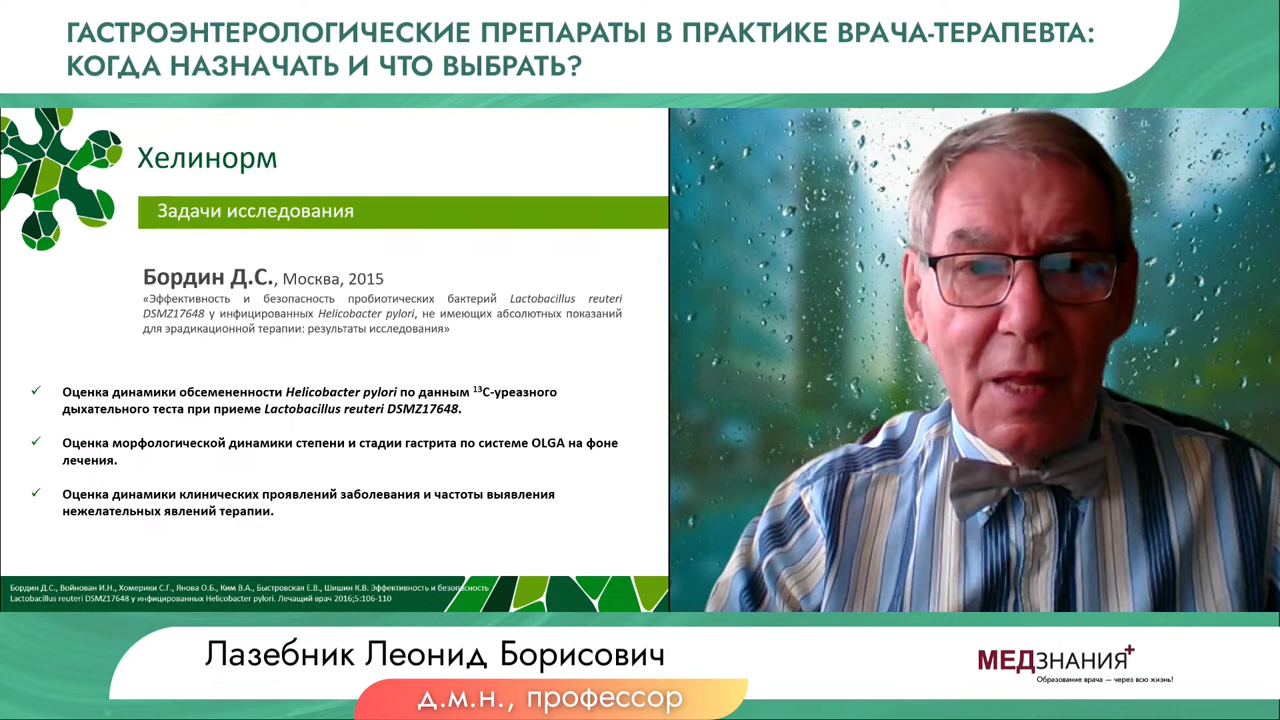 ГАСТРОЭНТЕРОЛОГИЧЕСКИЕ ПРЕПАРАТЫ В ПРАКТИКЕ ВРАЧА-ТЕРАПЕВТА:
КОГДА НАЗНАЧАТЬ И ЧТО ВЫБРАТЬ?
Хелинорм
Задачи исследования
Бордин Д.С., Москва, 2015
«Эффективность и безопасность пробиотических бактерий Lactobacillus reuteri
DSMZ17648 у инфицированных Helicobacter pylori, не имеющих абсолютных показаний
для эрадикационной терапии: результаты исследования»
✓ Оценка динамики обсемененности Helicobacter pylori по данным ¹³С-уреазного
дыхательного теста при приеме Lactobacillus reuteri DSMZ17648.
✓ Оценка морфологической динамики степени и стадии гастрита по системе OLGA на фоне
лечения.
✓ Оценка динамики клинических проявлений заболевания и частоты выявления
нежелательных явлений терапии.
Бордин Д.С., Войнован И.Н., Хомерики С.Г., Янова О.Б., Ким В.А., Быстровская Е.В., Шишин К.В. Эффективность и безопасность
Lactobacillus reuteri DSMZ17648 у инфицированных Helicobacter pylori. Лечащий врач 2016;5:106-110
Лазебник Леонид Борисович
д.м.н., профессор
МЕДЗНАНИЯ+
Образование врача — через всю жизнь!